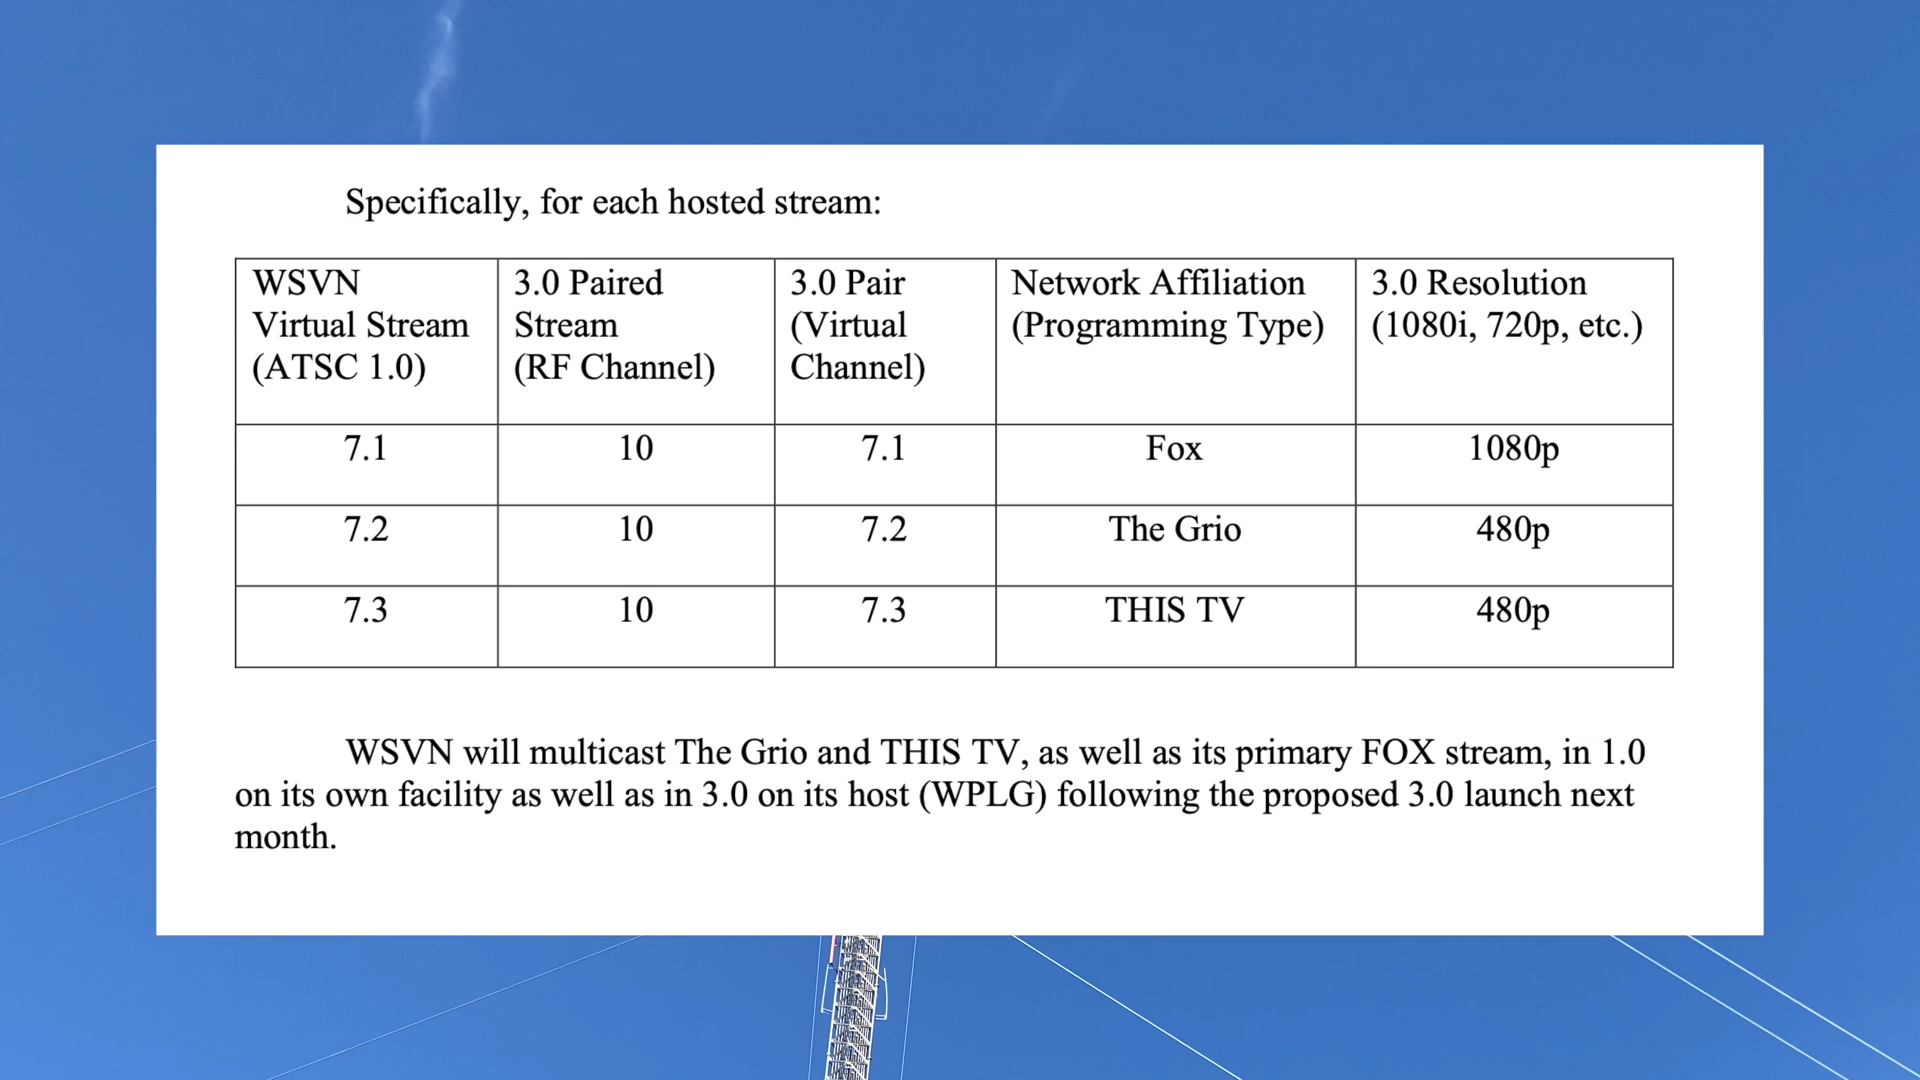 Specifically, for each hosted stream:
WSVN
Virtual Stream
(ATSC 1.0)
3.0 Paired
Stream
(RF Channel)
3.0 Pair
(Virtual
Channel)
Network Affiliation
(Programming Type)
3.0 Resolution
(1080i, 720p, etc.)
7.1 10 7.1 Fox 1080p
7.2 10 7.2 The Grio 480p
7.3 10 7.3 THIS TV 480p
WSVN will multicast The Grio and THIS TV, as well as its primary FOX stream, in 1.0
on its own facility as well as in 3.0 on its host (WPLG) following the proposed 3.0 launch next
month.